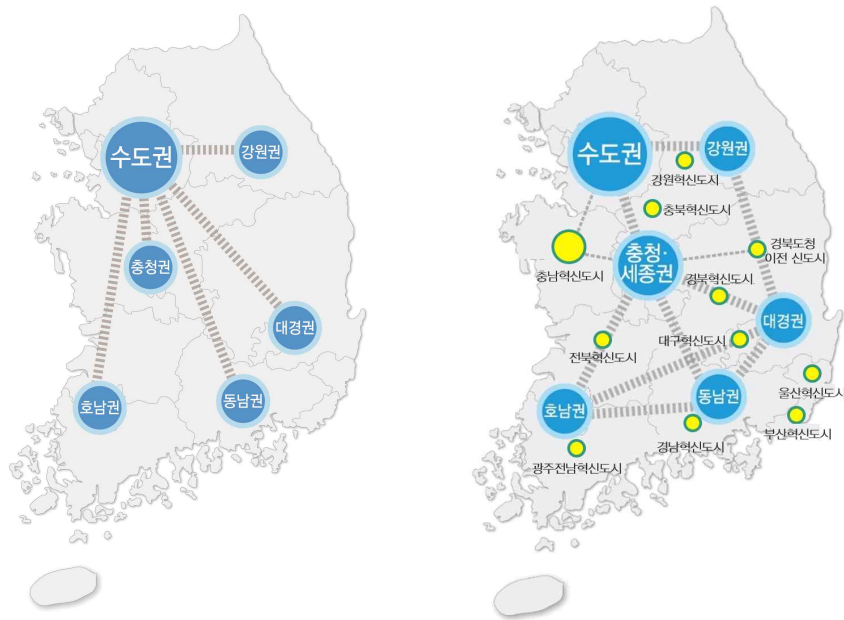 수도권
강원권
충청권
대경권
호남권
동남권
수도권
강원권
강원혁신도시
충북혁신도시
충청·
세종권
경북도청
이전 신도시
충남혁신도시
경북혁신도시
대경권
전북혁신도시
대구혁신도시
울산혁신도시
호남권
동남권
부산혁신도시
경남혁신도시
광주전남혁신도시